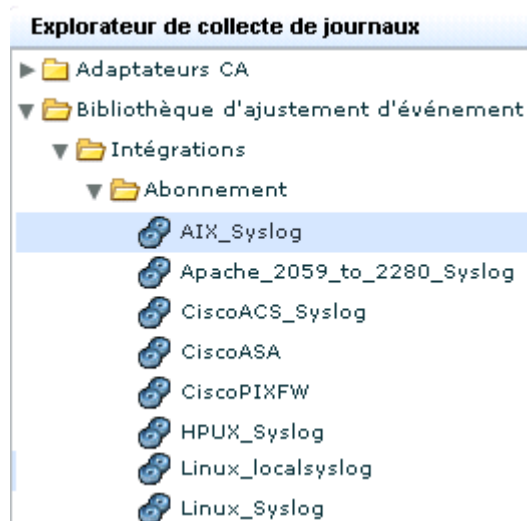 Explorateur de collecte de journaux
Adaptateurs CA
Bibliothèque d'ajustement d'événement
Intégrations
Abonnement
AIX_Syslog
Apache_2059_to_2280_Syslog
CiscoACS_Syslog
CiscoASA
CiscoPIXFW
HPUX_Syslog
Linux_localsyslog
Linux_Syslog